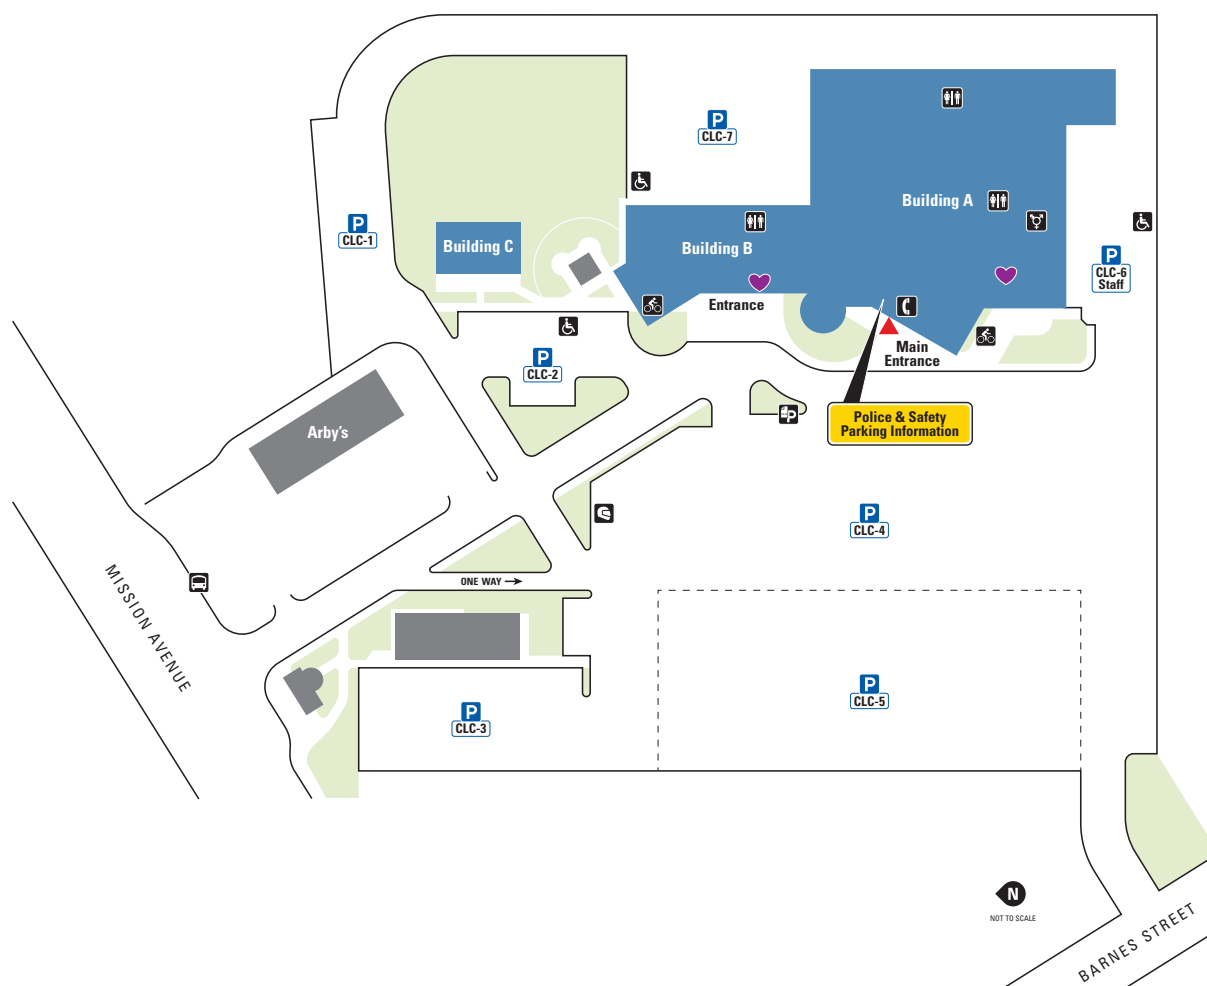 P
CLC-7
Building A
P
CLC-1
Building C
Building B
P
CLC-6
Staff
Entrance
Main
Entrance
P
CLC-2
P
Police & Safety
Parking Information
Arby's
P
CLC-4
ONE WAY
MISSION AVENUE
P
CLC-5
P
CLC-3
N
NOT TO SCALE
BARNES STREET